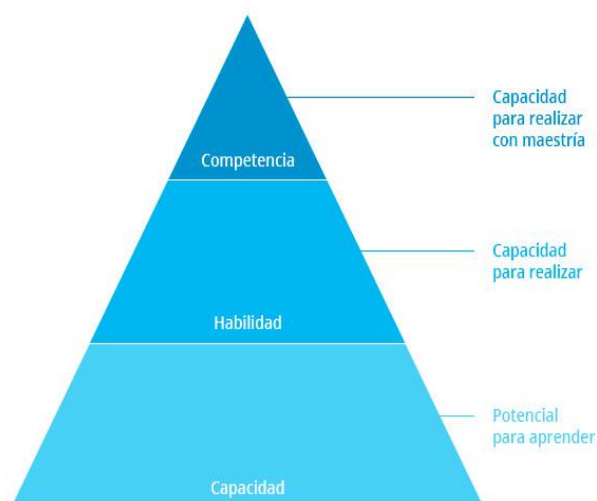 Capacidad
para realizar
con maestría
Competencia
Capacidad
para realizar
Habilidad
Potencial
para aprender
Capacidad